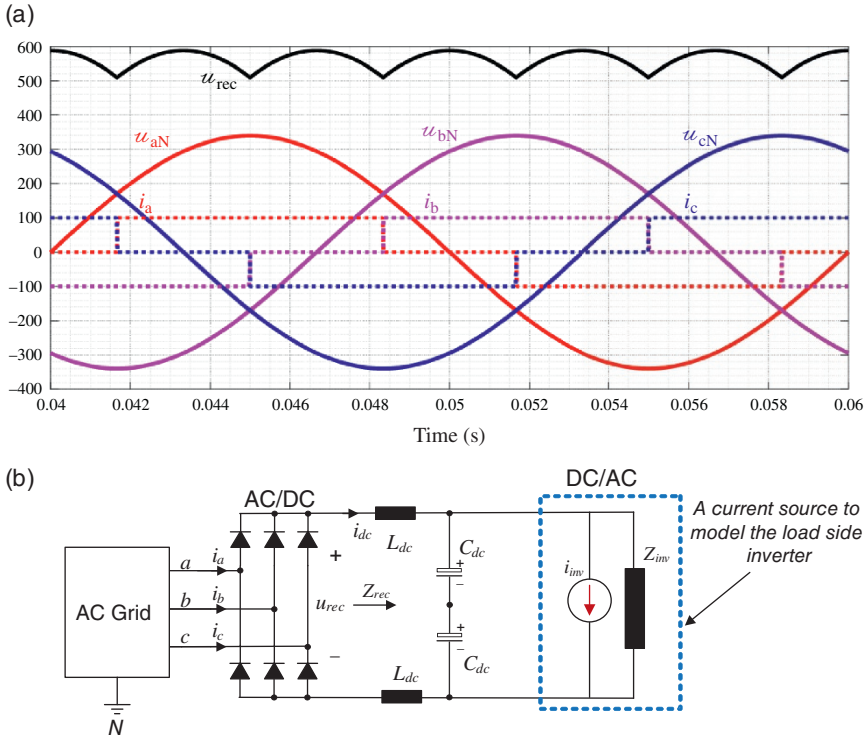 (a)
600
500
400
300
200
100
0
–100
–200
–300
–400
u_rec
u_aN
u_bN
u_cN
i_a
i_b
i_c
0.04
0.042
0.044
0.046
0.048
0.05
0.052
0.054
0.056
0.058
0.06
Time (s)
(b)
AC/DC
DC/AC
A current source to
model the load side
inverter
i_dc
L_dc
C_dc
+
–
AC Grid
a
i_a
b
i_b
c
i_c
+
u_rec
Z_rec
–
i_inv
Z_inv
+
–
C_dc
L_dc
N